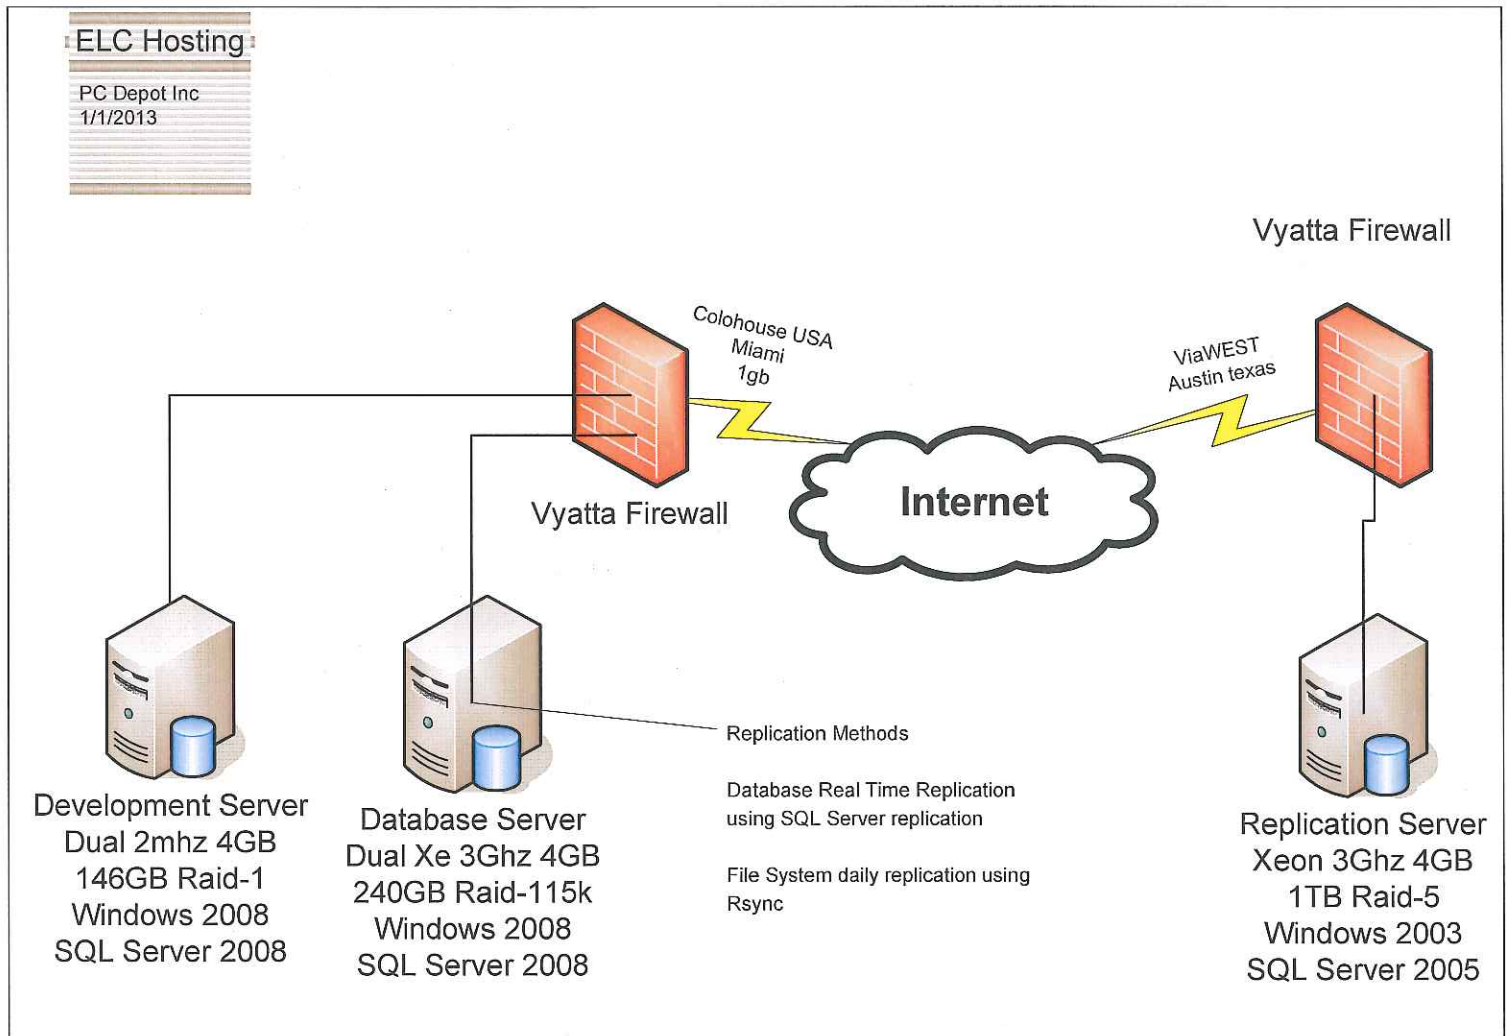 ELC Hosting
PC Depot Inc
1/1/2013
Vyatta Firewall
Colohouse USA
Miami
1gb
ViaWEST
Austin texas
Internet
Vyatta Firewall
Replication Methods
Database Real Time Replication
using SQL Server replication
File System daily replication using
Rsync
Development Server
Dual 2mhz 4GB
146GB Raid-1
Windows 2008
SQL Server 2008
Database Server
Dual Xe 3Ghz 4GB
240GB Raid-115k
Windows 2008
SQL Server 2008
Replication Server
Xeon 3Ghz 4GB
1TB Raid-5
Windows 2003
SQL Server 2005